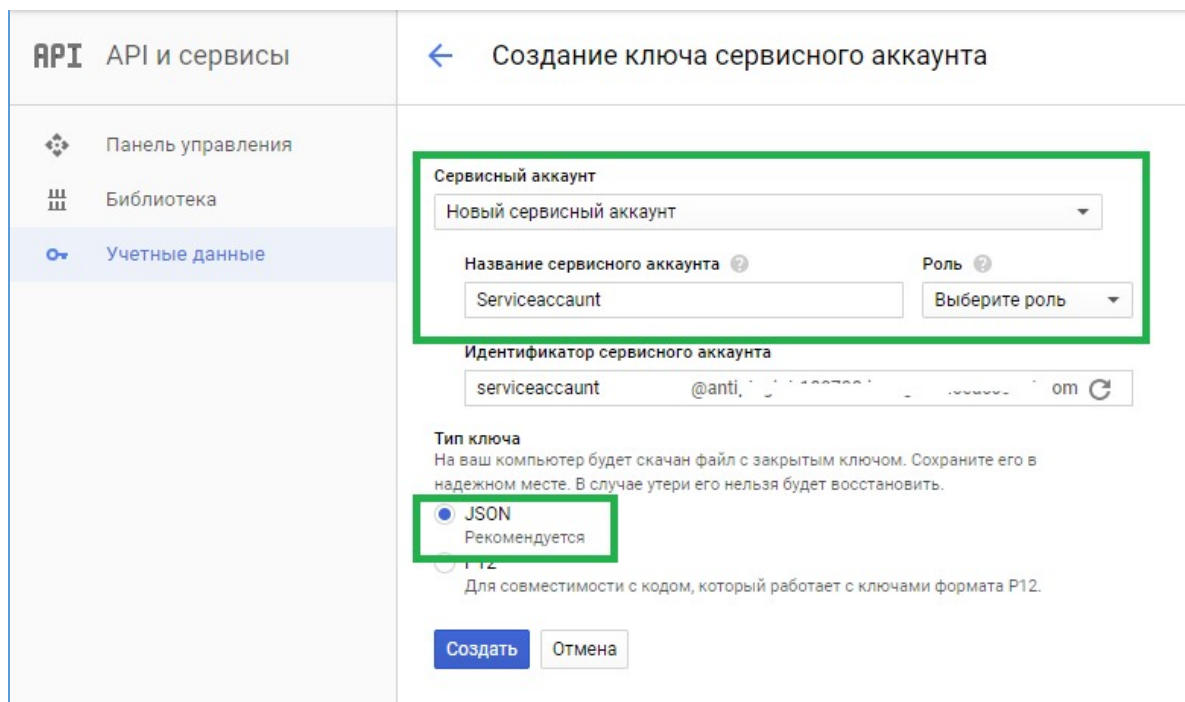 API API и сервисы
Создание ключа сервисного аккаунта
Панель управления
Библиотека
Учетные данные
Сервисный аккаунт
Новый сервисный аккаунт
Название сервисного аккаунта Роль
Serviceaccaunt Выберите роль
Идентификатор сервисного аккаунта
serviceaccaunt @anti om
Тип ключа
На ваш компьютер будет скачан файл с закрытым ключом. Сохраните его в
надежном месте. В случае утери его нельзя будет восстановить.
JSON
Рекомендуется
P12
Для совместимости с кодом, который работает с ключами формата P12.
Создать Отмена